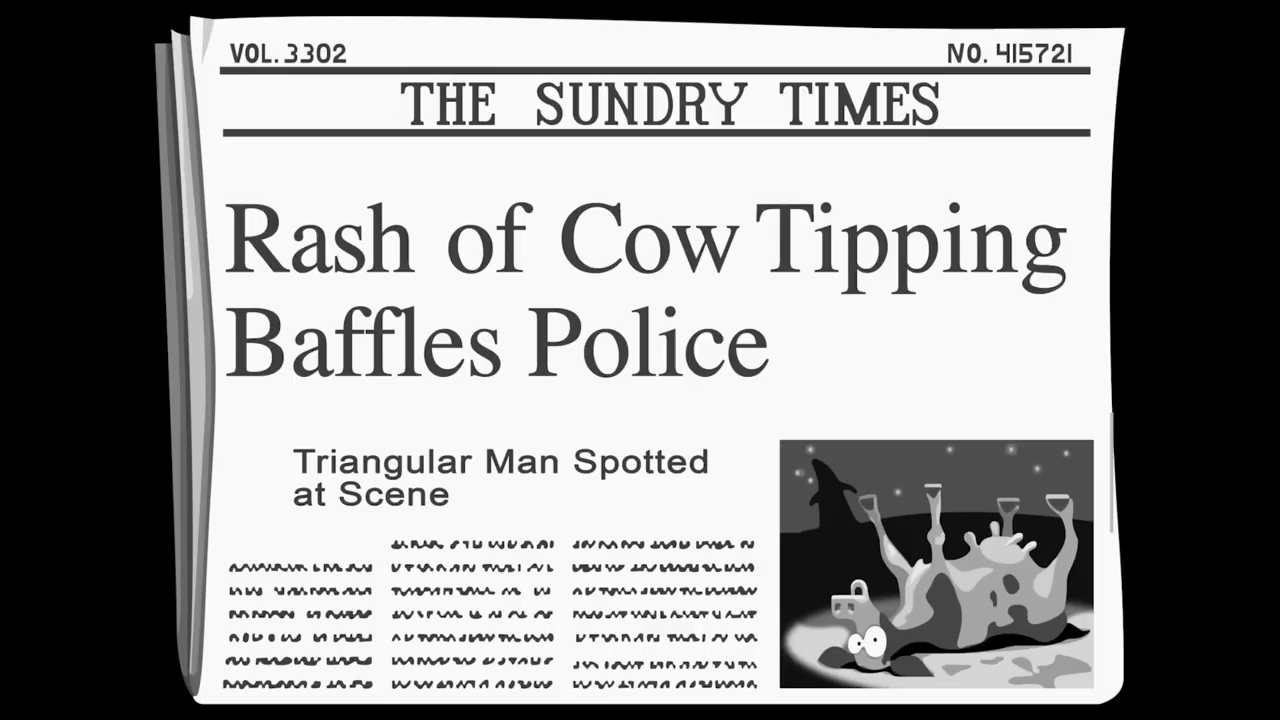 VOL. 3302
NO. 415721
THE SUNDRY TIMES
Rash of Cow Tipping
Baffles Police
Triangular Man Spotted
at Scene